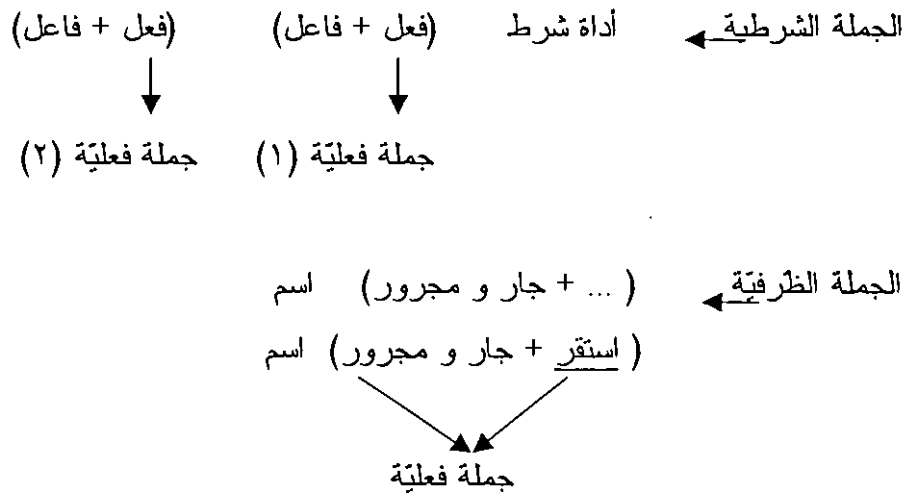 الجملة الشرطية أداة شرط (فعل + فاعل) (فعل + فاعل)
جملة فعليّة (١) جملة فعليّة (٢)
الجملة الظّرفيّة ( ... + جار و مجرور) اسم
( استقر + جار و مجرور) اسم
جملة فعليّة